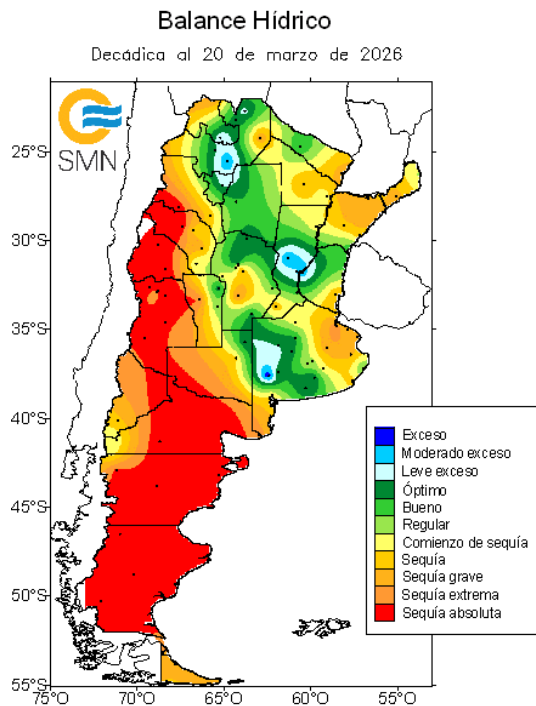 Balance Hídrico
Decádica al 20 de marzo de 2026
SMN
25°S
30°S
35°S
40°S
45°S
50°S
55°S
75°O 70°O 65°O 60°O 55°O
Exceso
Moderado exceso
Leve exceso
Óptimo
Bueno
Regular
Comienzo de sequía
Sequía
Sequía grave
Sequía extrema
Sequía absoluta